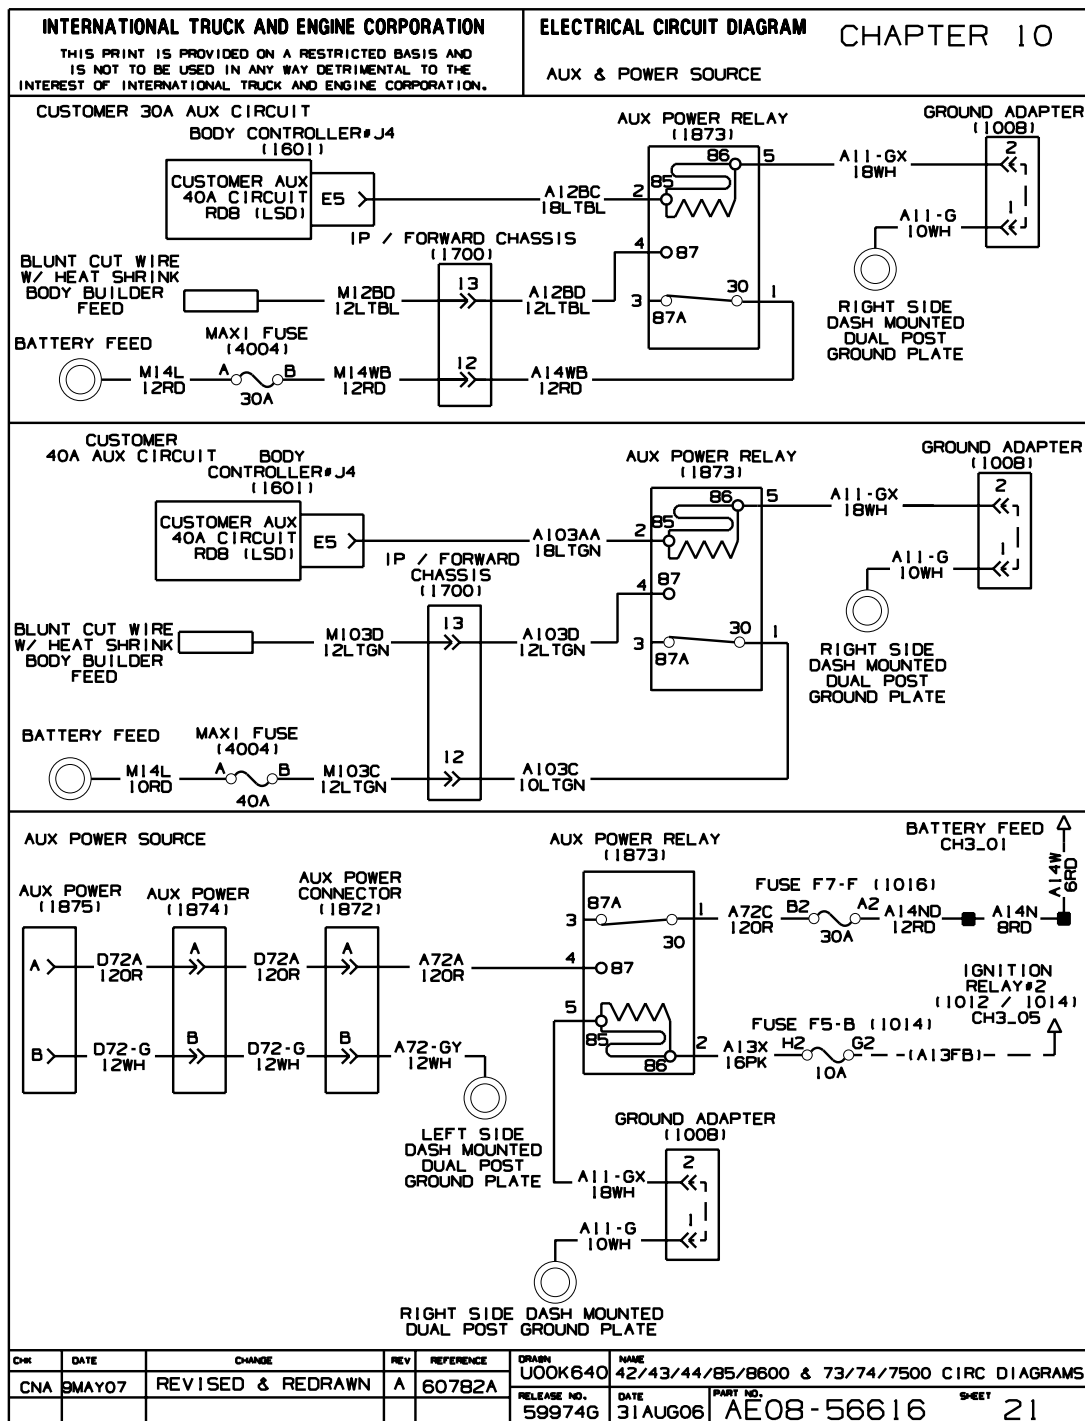 INTERNATIONAL TRUCK AND ENGINE CORPORATION
THIS PRINT IS PROVIDED ON A RESTRICTED BASIS AND
IS NOT TO BE USED IN ANY WAY DETRIMENTAL TO THE
INTEREST OF INTERNATIONAL TRUCK AND ENGINE CORPORATION.
ELECTRICAL CIRCUIT DIAGRAM
CHAPTER 10
AUX & POWER SOURCE
CUSTOMER 30A AUX CIRCUIT
BODY CONTROLLER#J4
(1601)
CUSTOMER AUX
40A CIRCUIT
RD8 (LSD)
E5
A12BC
18LTBL
AUX POWER RELAY
(1873)
86
5
85
2
4
87
3
87A
30
1
A11-GX
18WH
GROUND ADAPTER
(1008)
2
1
A11-G
10WH
RIGHT SIDE
DASH MOUNTED
DUAL POST
GROUND PLATE
IP / FORWARD CHASSIS
(1700)
BLUNT CUT WIRE
W/ HEAT SHRINK
BODY BUILDER
FEED
M12BD
12LTBL
13
A12BD
12LTBL
BATTERY FEED
M14L
12RD
MAXI FUSE
(4004)
A
B
30A
M14WB
12RD
12
A14WB
12RD
CUSTOMER
40A AUX CIRCUIT
BODY
CONTROLLER#J4
(1601)
CUSTOMER AUX
40A CIRCUIT
RD8 (LSD)
E5
A103AA
18LTGN
AUX POWER RELAY
(1873)
86
5
85
2
87
4
3
87A
30
1
A11-GX
18WH
GROUND ADAPTER
(1008)
2
1
A11-G
10WH
RIGHT SIDE
DASH MOUNTED
DUAL POST
GROUND PLATE
IP / FORWARD
CHASSIS
(1700)
BLUNT CUT WIRE
W/ HEAT SHRINK
BODY BUILDER
FEED
M103D
12LTGN
13
A103D
12LTGN
BATTERY FEED
M14L
10RD
MAXI FUSE
(4004)
A
B
40A
M103C
12LTGN
12
A103C
10LTGN
AUX POWER SOURCE
AUX POWER
(1875)
AUX POWER
(1874)
AUX POWER
CONNECTOR
(1872)
A
D72A
12OR
A
D72A
12OR
A
A72A
12OR
B
D72-G
12WH
B
D72-G
12WH
B
A72-GY
12WH
LEFT SIDE
DASH MOUNTED
DUAL POST
GROUND PLATE
AUX POWER RELAY
(1873)
87A
3
30
1
4
87
5
85
86
2
A72C
12OR
FUSE F7-F (1016)
B2
A2
30A
A14ND
12RD
A14N
8RD
BATTERY FEED
CH3_01
A14W
6RD
A13X
16PK
FUSE F5-B (1014)
H2
G2
10A
(A13FB)
IGNITION
RELAY#2
(1012 / 1014)
CH3_05
GROUND ADAPTER
(1008)
2
1
A11-GX
18WH
A11-G
10WH
RIGHT SIDE DASH MOUNTED
DUAL POST GROUND PLATE
CHK DATE CHANGE REV REFERENCE
CNA 9MAY07 REVISED & REDRAWN A 60782A
DRAWN
U00K640
NAME
42/43/44/85/8600 & 73/74/7500 CIRC DIAGRAMS
RELEASE NO.
59974G
DATE
31AUG06
PART NO.
AE08-56616
SHEET
21